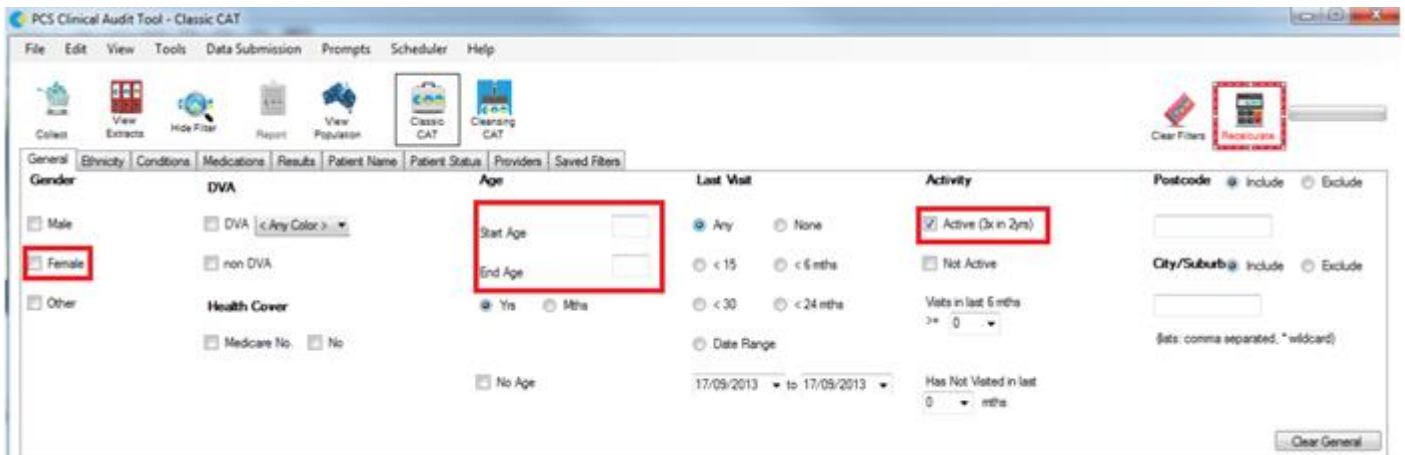 PCS Clinical Audit Tool - Classic CAT
File Edit View Tools Data Submission Prompts Scheduler Help
Collect View Extracts Hide Filter Report View Population Classic CAT Cleansing CAT Clear Filters Recalculate
General Ethnicity Conditions Medications Results Patient Name Patient Status Providers Saved Filters
Gender DVA Age Last Visit Activity Postcode Include Exclude
Male DVA < Any Color > Start Age Any None Active (3x in 2yrs)
Female non DVA End Age < 15 < 6 mths Not Active City/Suburb Include Exclude
Other Health Cover Yrs Mths < 30 < 24 mths Visits in last 6 mths
>= 0
Medicare No. No Date Range (lists: comma separated, * wildcard)
No Age 17/09/2013 to 17/09/2013 Has Not Visited in last
0 mths
Clear General